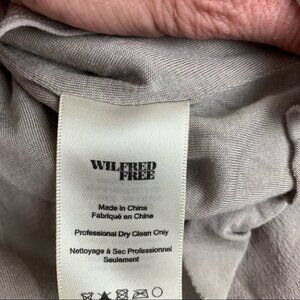 WILFRED
FREE
Made in China
Fabriqué en Chine
Professional Dry Clean Only
Nettoyage à Sec Professionnel
Seulement